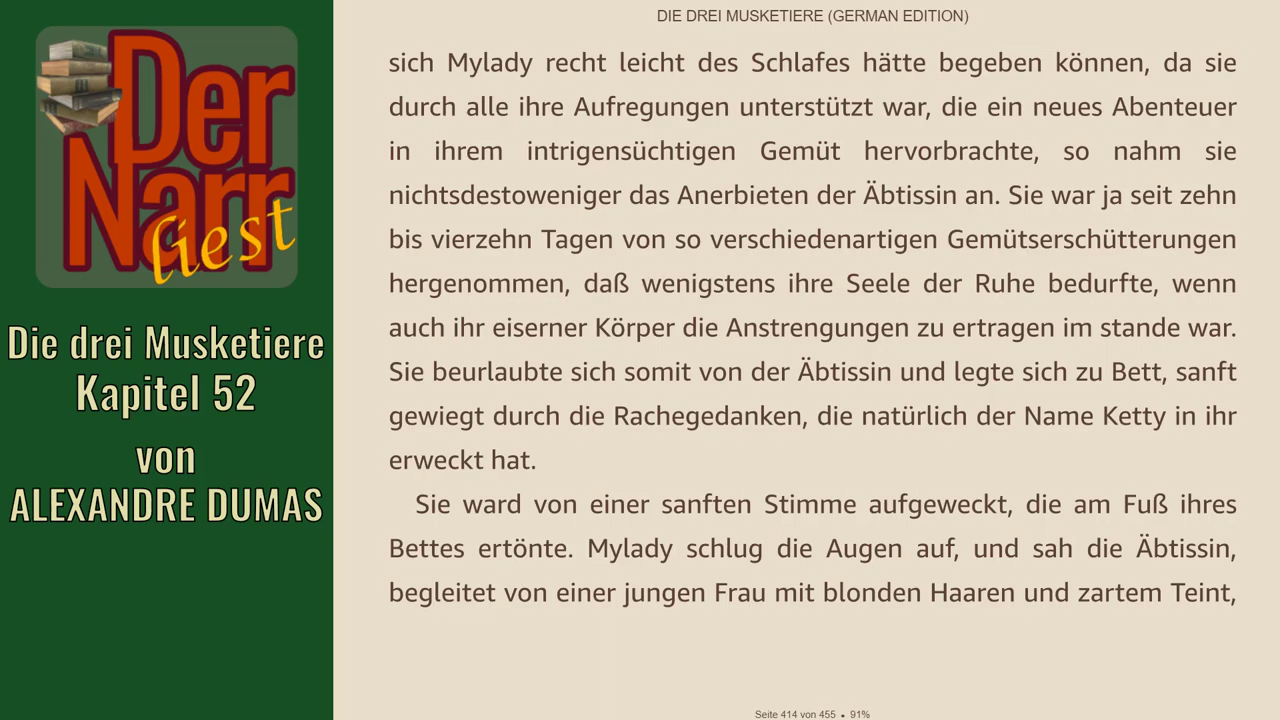 Der
Narr
liest
Die drei Musketiere
Kapitel 52
von
ALEXANDRE DUMAS
DIE DREI MUSKETIERE (GERMAN EDITION)
sich Mylady recht leicht des Schlafes hätte begeben können, da sie
durch alle ihre Aufregungen unterstützt war, die ein neues Abenteuer
in ihrem intrigensüchtigen Gemüt hervorbrachte, so nahm sie
nichtsdestoweniger das Anerbieten der Äbtissin an. Sie war ja seit zehn
bis vierzehn Tagen von so verschiedenartigen Gemütserschütterungen
hergenommen, daß wenigstens ihre Seele der Ruhe bedurfte, wenn
auch ihr eiserner Körper die Anstrengungen zu ertragen im stande war.
Sie beurlaubte sich somit von der Äbtissin und legte sich zu Bett, sanft
gewiegt durch die Rachegedanken, die natürlich der Name Ketty in ihr
erweckt hat.
Sie ward von einer sanften Stimme aufgeweckt, die am Fuß ihres
Bettes ertönte. Mylady schlug die Augen auf, und sah die Äbtissin,
begleitet von einer jungen Frau mit blonden Haaren und zartem Teint,
Seite 414 von 455 • 91%